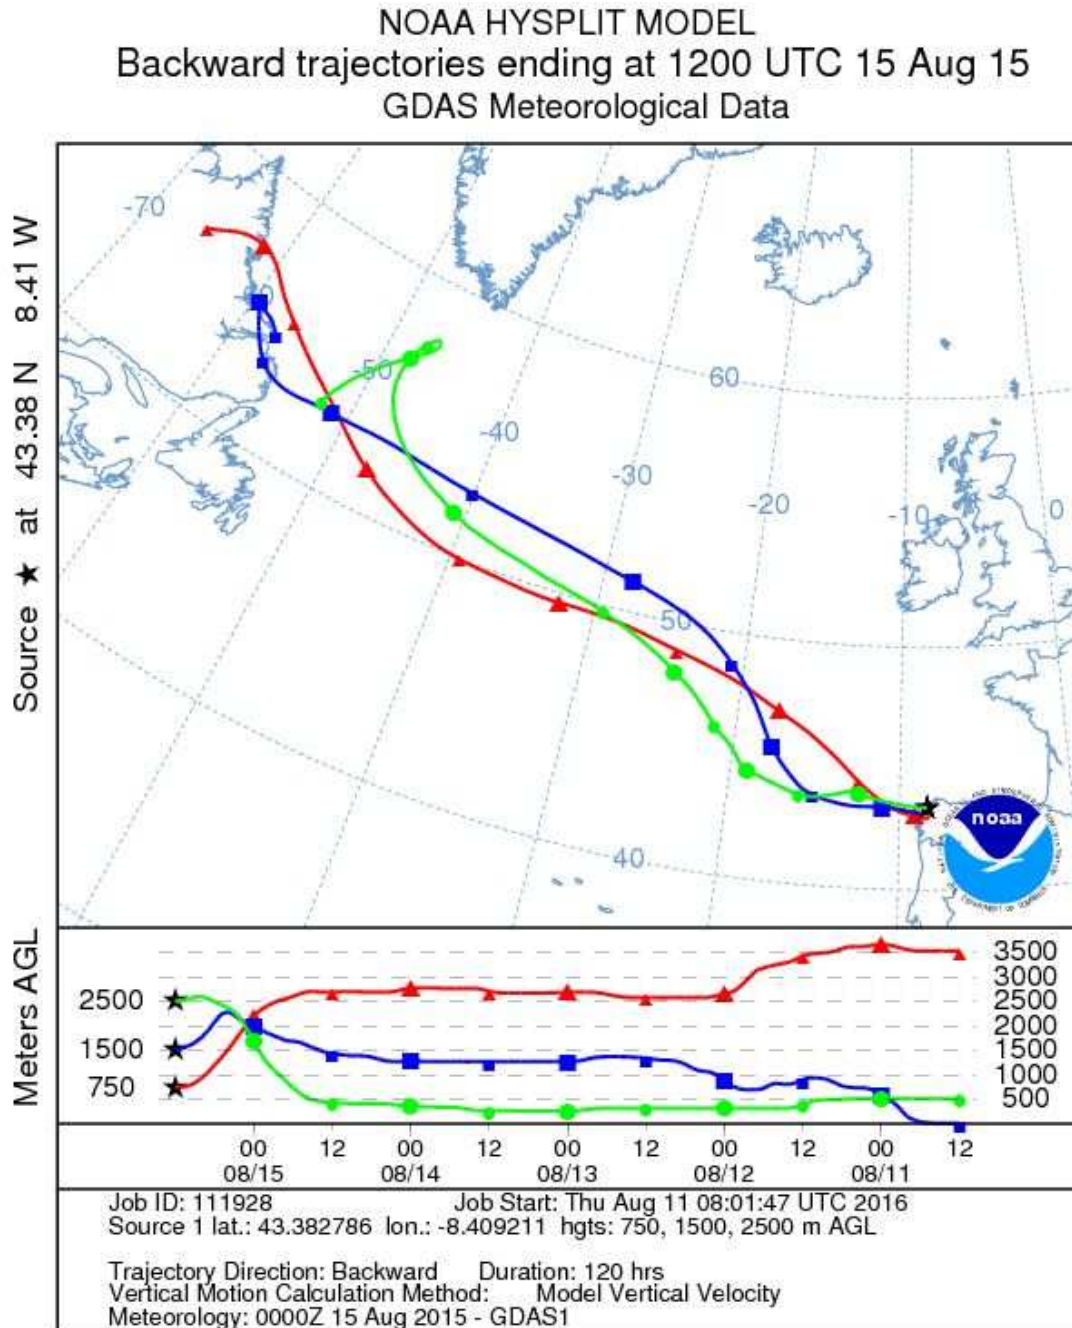 NOAA HYSPLIT MODEL
Backward trajectories ending at 1200 UTC 15 Aug 15
GDAS Meteorological Data
Source ★ at 43.38 N 8.41 W
-70
-50
60
-40
-30
-20
-10
0
50
40
noaa
Meters AGL
3500
3000
2500 ★ 2500
2000
1500 ★ 1500
1000
750 ★
500
00 12 00 12 00 12 00 12 00 12
08/15 08/14 08/13 08/12 08/11
Job ID: 111928 Job Start: Thu Aug 11 08:01:47 UTC 2016
Source 1 lat.: 43.382786 lon.: -8.409211 hgts: 750, 1500, 2500 m AGL
Trajectory Direction: Backward Duration: 120 hrs
Vertical Motion Calculation Method: Model Vertical Velocity
Meteorology: 0000Z 15 Aug 2015 - GDAS1